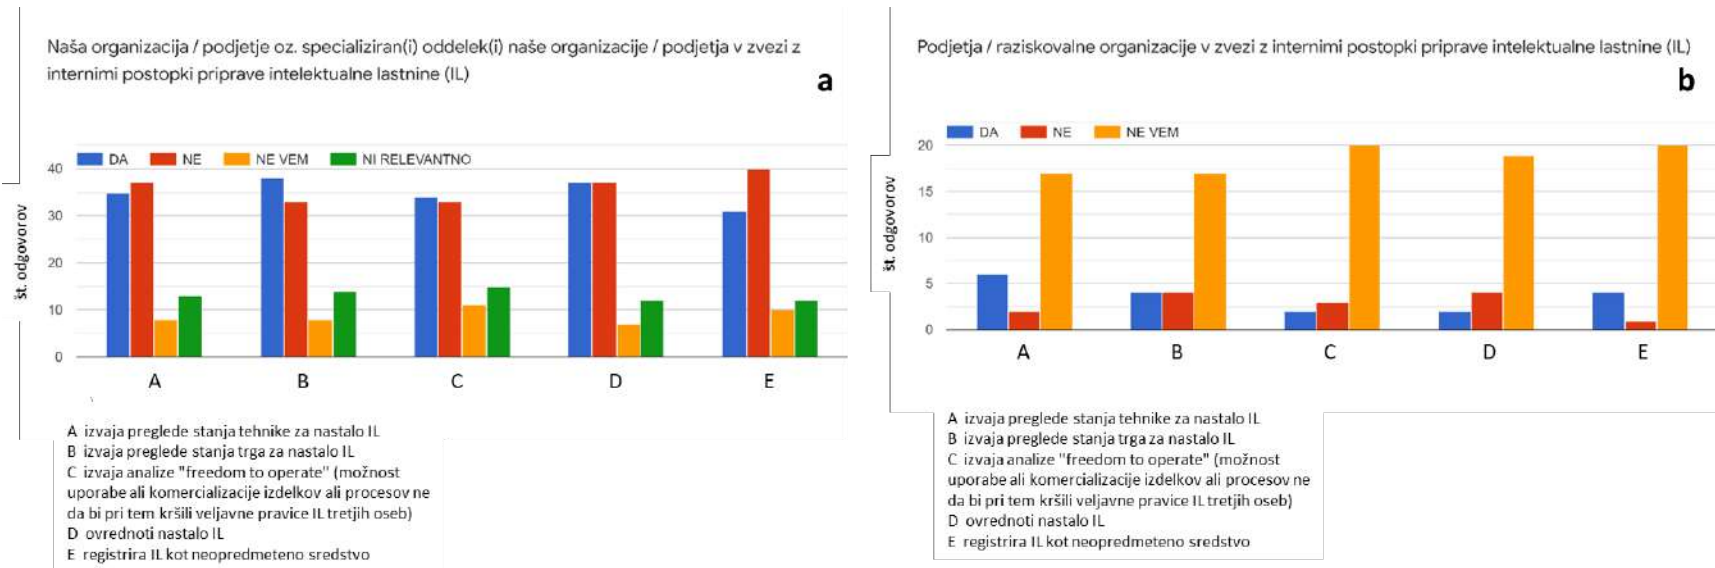 Naša organizacija / podjetje oz. specializiran(i) oddelek(i) naše organizacije / podjetja v zvezi z
internimi postopki priprave intelektualne lastnine (IL)
a
DA NE NE VEM NI RELEVANTNO
40
30
20
10
0
št. odgovorov
A B C D E
A izvaja preglede stanja tehnike za nastalo IL
B izvaja preglede stanja trga za nastalo IL
C izvaja analize "freedom to operate" (možnost
uporabe ali komercializacije izdelkov ali procesov ne
da bi pri tem kršili veljavne pravice IL tretjih oseb)
D ovrednoti nastalo IL
E registrira IL kot neopredmeteno sredstvo
Podjetja / raziskovalne organizacije v zvezi z internimi postopki priprave intelektualne lastnine (IL)
b
DA NE NE VEM
20
15
10
5
0
št. odgovorov
A B C D E
A izvaja preglede stanja tehnike za nastalo IL
B izvaja preglede stanja trga za nastalo IL
C izvaja analize "freedom to operate" (možnost
uporabe ali komercializacije izdelkov ali procesov ne
da bi pri tem kršili veljavne pravice IL tretjih oseb)
D ovrednoti nastalo IL
E registrira IL kot neopredmeteno sredstvo